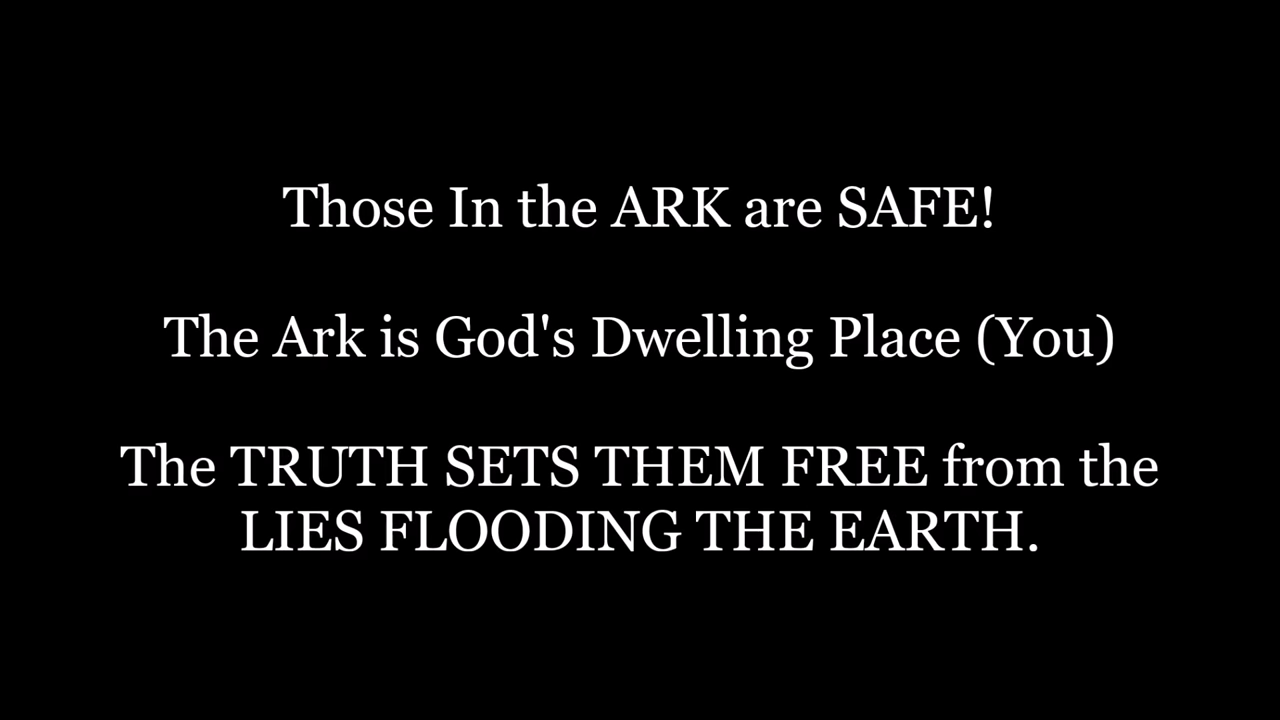 Those In the ARK are SAFE!
The Ark is God's Dwelling Place (You)
The TRUTH SETS THEM FREE from the
LIES FLOODING THE EARTH.